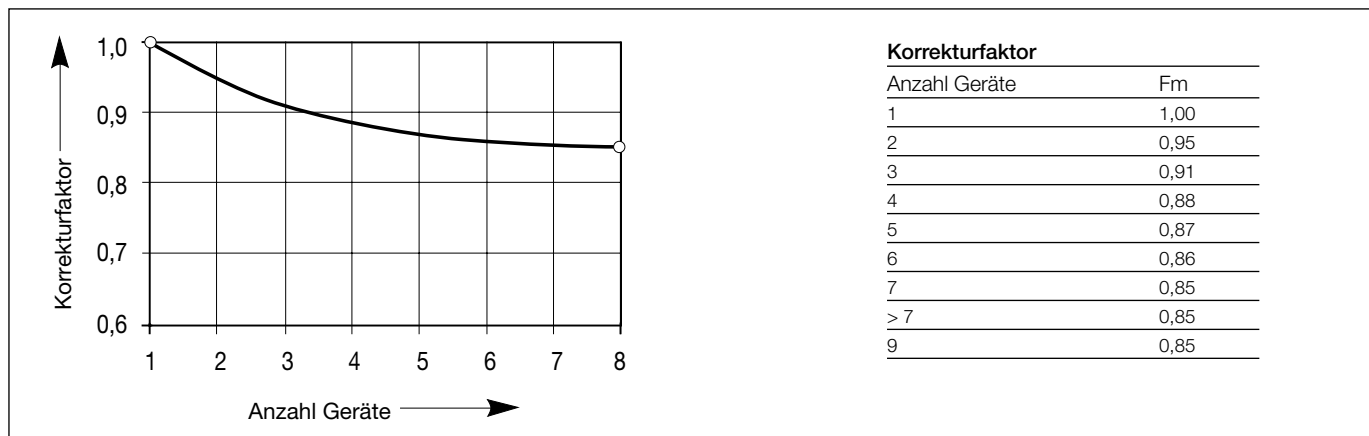 Korrekturfaktor
1,0
0,9
0,8
0,7
0,6
1 2 3 4 5 6 7 8
Anzahl Geräte
Korrekturfaktor
Anzahl Geräte Fm
1 1,00
2 0,95
3 0,91
4 0,88
5 0,87
6 0,86
7 0,85
> 7 0,85
9 0,85